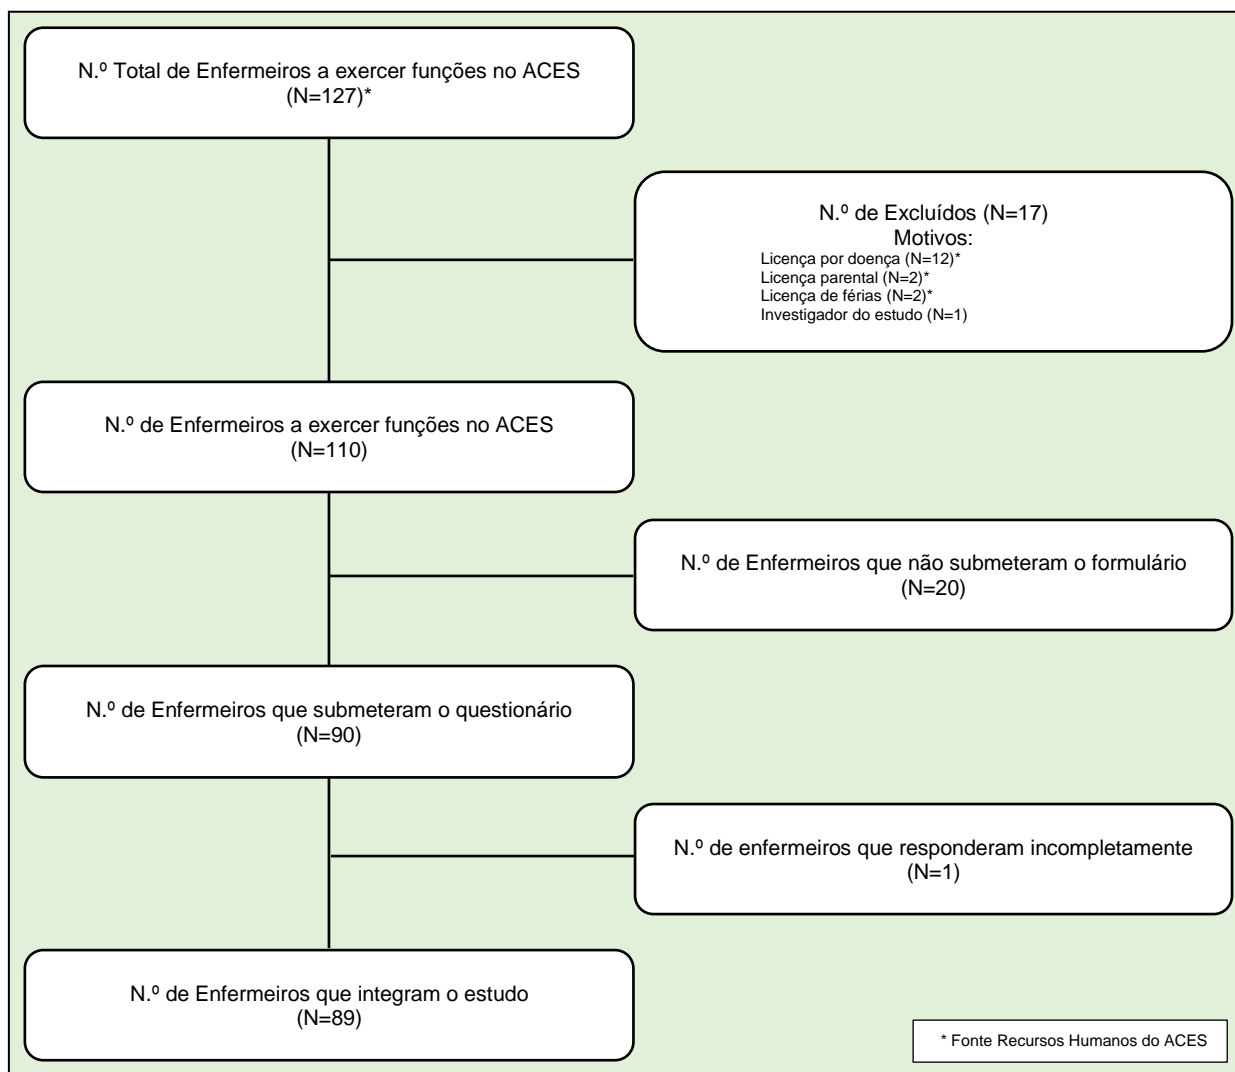 N.º Total de Enfermeiros a exercer funções no ACES
(N=127)*
N.º de Excluídos (N=17)
Motivos:
Licença por doença (N=12)*
Licença parental (N=2)*
Licença de férias (N=2)*
Investigador do estudo (N=1)
N.º de Enfermeiros a exercer funções no ACES
(N=110)
N.º de Enfermeiros que não submeteram o formulário
(N=20)
N.º de Enfermeiros que submeteram o questionário
(N=90)
N.º de enfermeiros que responderam incompletamente
(N=1)
N.º de Enfermeiros que integram o estudo
(N=89)
* Fonte Recursos Humanos do ACES